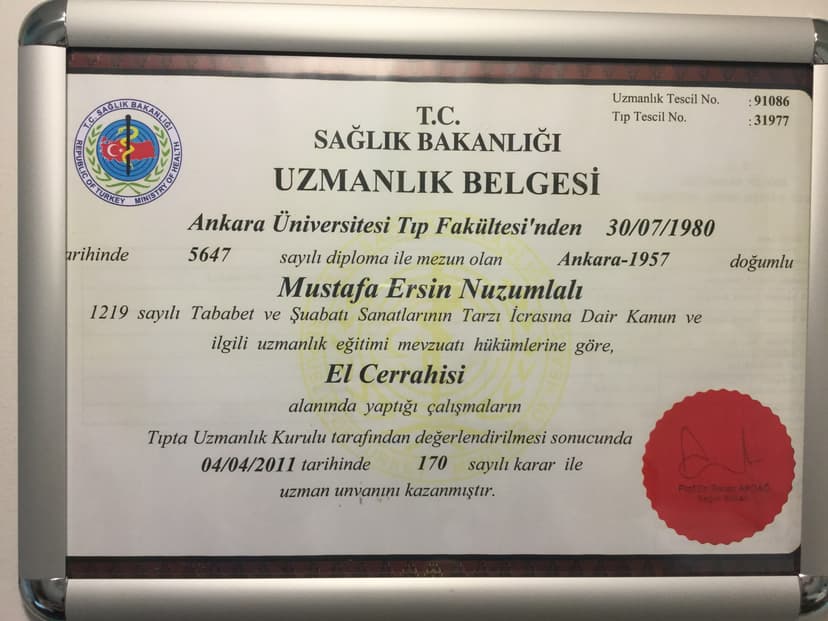 T.C. SAĞLIK BAKANLIĞI
REPUBLIC OF TURKEY MINISTRY OF HEALTH
Uzmanlık Tescil No. : 91086
Tıp Tescil No. : 31977
T.C.
SAĞLIK BAKANLIĞI
UZMANLIK BELGESİ
Ankara Üniversitesi Tıp Fakültesi'nden 30/07/1980
arihinde 5647 sayılı diploma ile mezun olan Ankara-1957 doğumlu
Mustafa Ersin Nuzumlalı
1219 sayılı Tababet ve Şuabatı Sanatlarının Tarzı İcrasına Dair Kanun ve
ilgili uzmanlık eğitimi mevzuatı hükümlerine göre,
El Cerrahisi
alanında yaptığı çalışmaların
Tıpta Uzmanlık Kurulu tarafından değerlendirilmesi sonucunda
04/04/2011 tarihinde 170 sayılı karar ile
uzman unvanını kazanmıştır.
Prof.Dr.